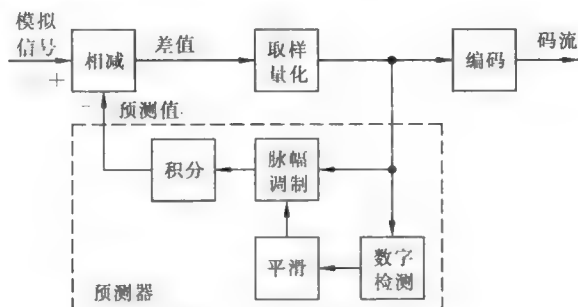 模拟
信号
+
相减
差值
取样
量化
编码
码流
-
预测值
积分
脉幅
调制
平滑
数字
检测
预测器